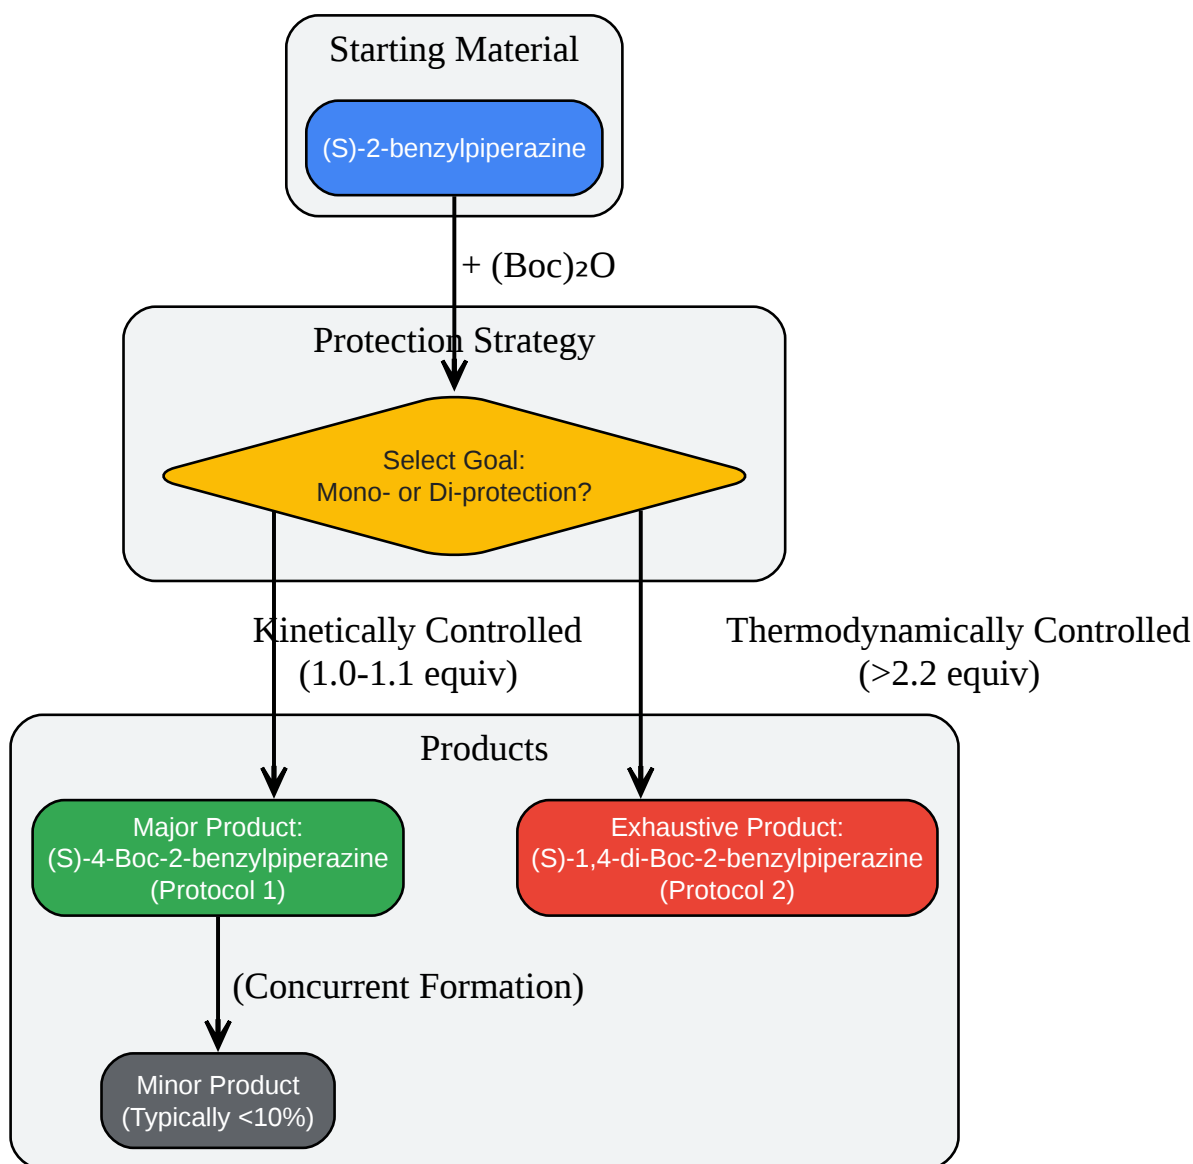 Starting Material
(S)-2-benzylpiperazine
+ (Boc)₂O
Protection Strategy
Select Goal:
Mono- or Di-protection?
Kinetically Controlled
(1.0-1.1 equiv)
Thermodynamically Controlled
(>2.2 equiv)
Products
Major Product:
(S)-4-Boc-2-benzylpiperazine
(Protocol 1)
Exhaustive Product:
(S)-1,4-di-Boc-2-benzylpiperazine
(Protocol 2)
(Concurrent Formation)
Minor Product
(Typically <10%)